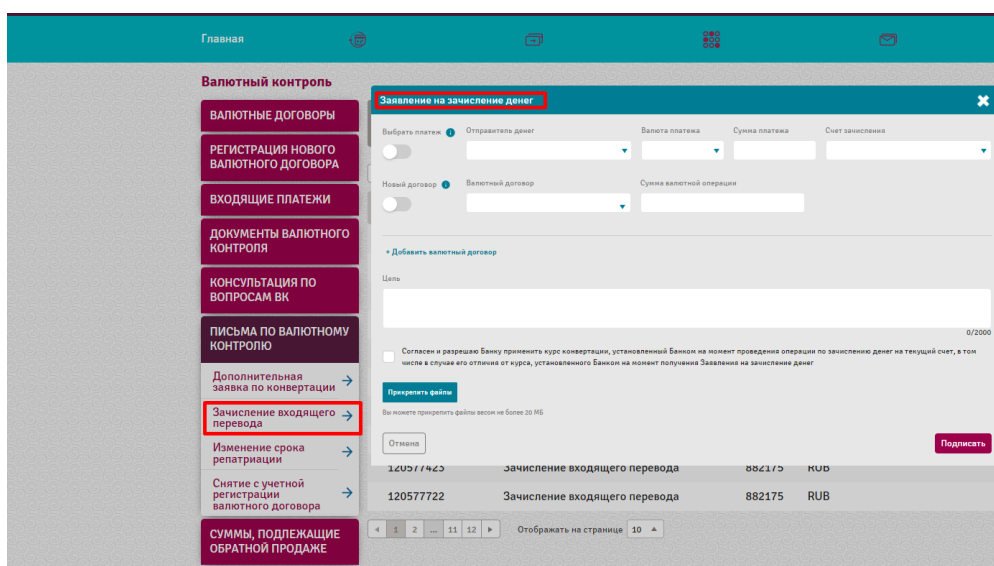 Главная
Валютный контроль
ВАЛЮТНЫЕ ДОГОВОРЫ
РЕГИСТРАЦИЯ НОВОГО
ВАЛЮТНОГО ДОГОВОРА
ВХОДЯЩИЕ ПЛАТЕЖИ
ДОКУМЕНТЫ ВАЛЮТНОГО
КОНТРОЛЯ
КОНСУЛЬТАЦИЯ ПО
ВОПРОСАМ ВК
ПИСЬМА ПО ВАЛЮТНОМУ
КОНТРОЛЮ
Дополнительная
заявка по конвертации
Зачисление входящего
перевода
Изменение срока
репатриации
Снятие с учетной
регистрации
валютного договора
СУММЫ, ПОДЛЕЖАЩИЕ
ОБРАТНОЙ ПРОДАЖЕ
Заявление на зачисление денег
Выбрать платеж Отправитель денег Валюта платежа Сумма платежа Счет зачисления
Новый договор Валютный договор Сумма валютной операции
+ Добавить валютный договор
Цель
0/2000
Согласен и разрешаю Банку применить курс конвертации, установленный Банком на момент проведения операции по зачислению денег на текущий счет, в том
числе в случае его отличия от курса, установленного Банком на момент получения Заявления на зачисление денег
Прикрепить файлы
Вы можете прикрепить файлы весом не более 20 МБ
Отмена Подписать
120577423 Зачисление входящего перевода 882175 RUB
120577722 Зачисление входящего перевода 882175 RUB
1 2 ... 11 12 Отображать на странице 10